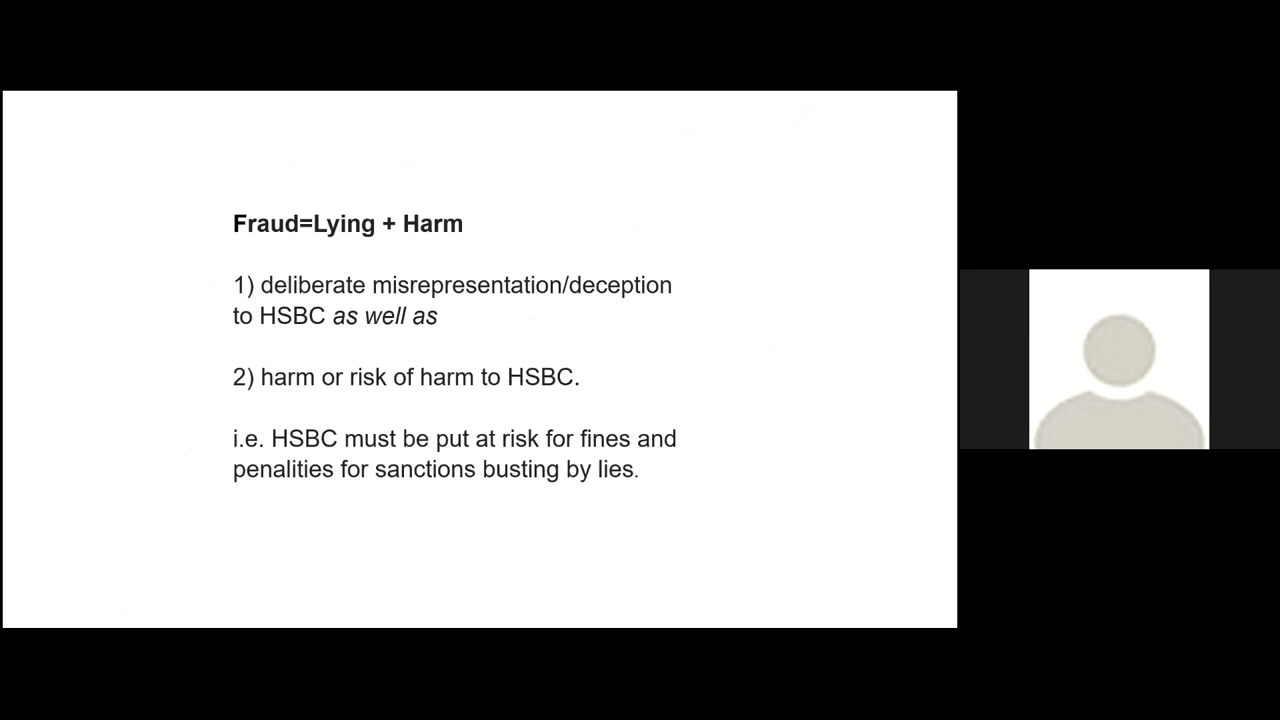 Fraud=Lying + Harm
1) deliberate misrepresentation/deception
to HSBC as well as
2) harm or risk of harm to HSBC.
i.e. HSBC must be put at risk for fines and
penalities for sanctions busting by lies.